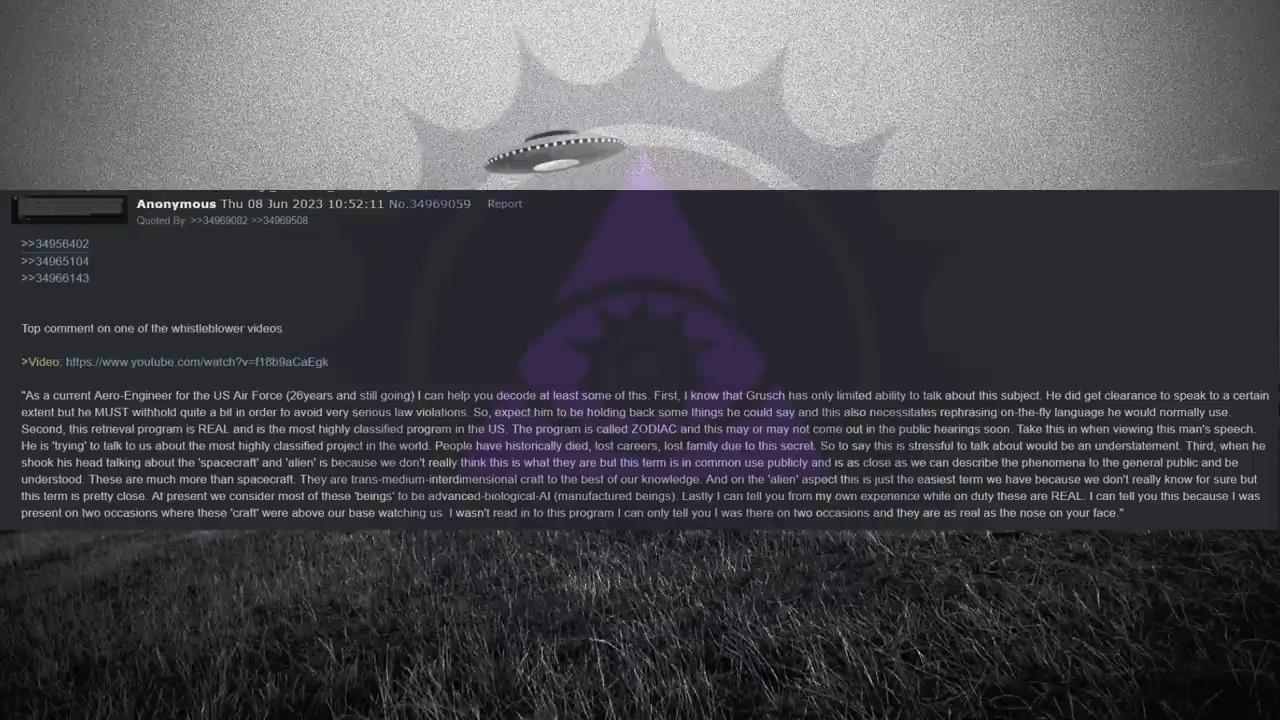 Anonymous Thu 08 Jun 2023 10:52:11 No.34969059 Report
Quoted By: >>34969082 >>34969508
>>34956402
>>34965104
>>34966143
Top comment on one of the whistleblower videos
>Video: https://www.youtube.com/watch?v=f18b9aCaEgk
"As a current Aero-Engineer for the US Air Force (26years and still going) I can help you decode at least some of this. First, I know that Grusch has only limited ability to talk about this subject. He did get clearance to speak to a certain
extent but he MUST withhold quite a bit in order to avoid very serious law violations. So, expect him to be holding back some things he could say and this also necessitates rephrasing on-the-fly language he would normally use.
Second, this retrieval program is REAL and is the most highly classified program in the US. The program is called ZODIAC and this may or may not come out in the public hearings soon. Take this in when viewing this man's speech.
He is 'trying' to talk to us about the most highly classified project in the world. People have historically died, lost careers, lost family due to this secret. So to say this is stressful to talk about would be an understatement. Third, when he
shook his head talking about the 'spacecraft' and 'alien' is because we don't really think this is what they are but this term is in common use publicly and is as close as we can describe the phenomena to the general public and be
understood. These are much more than spacecraft. They are trans-medium-interdimensional craft to the best of our knowledge. And on the 'alien' aspect this is just the easiest term we have because we don't really know for sure but
this term is pretty close. At present we consider most of these 'beings' to be advanced-biological-AI (manufactured beings). Lastly I can tell you from my own experience while on duty these are REAL. I can tell you this because I was
present on two occasions where these 'craft' were above our base watching us. I wasn't read in to this program I can only tell you I was there on two occasions and they are as real as the nose on your face."